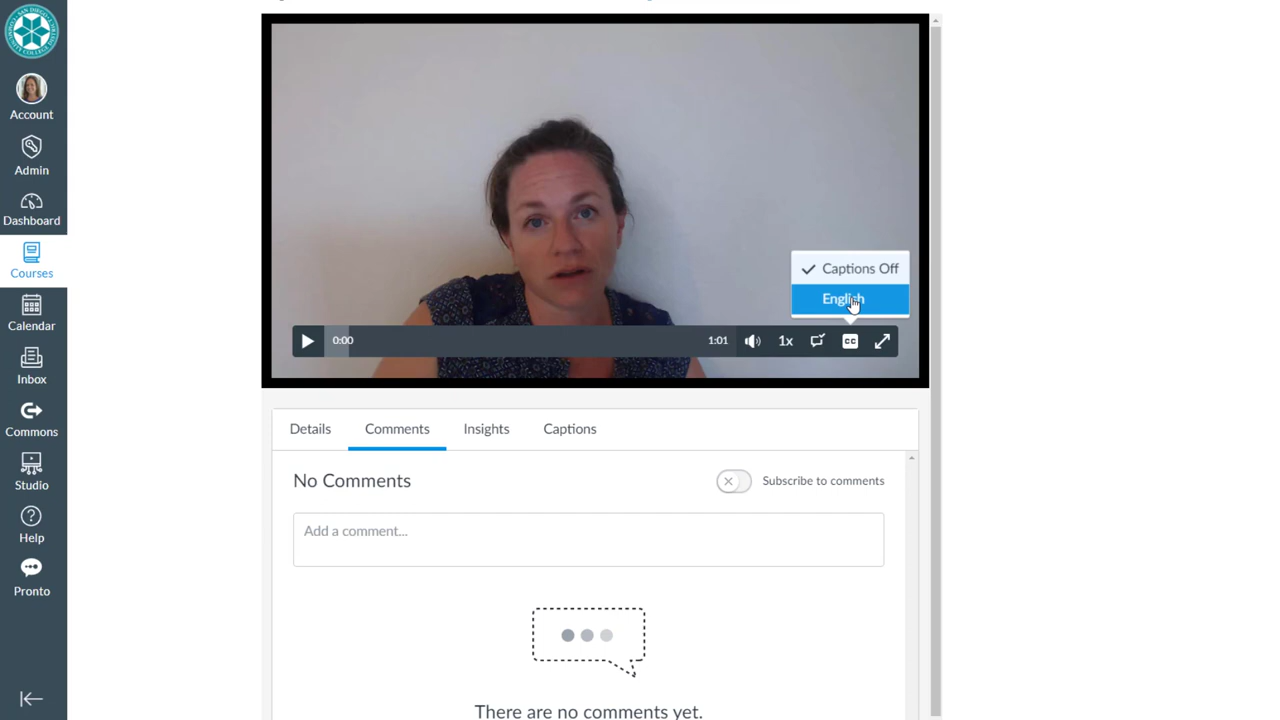 Account
Admin
Dashboard
Courses
Calendar
Inbox
Commons
Studio
Help
Pronto
Captions Off
English
0:00
1:01
1x
CC
Details
Comments
Insights
Captions
No Comments
Subscribe to comments
Add a comment...
There are no comments yet.